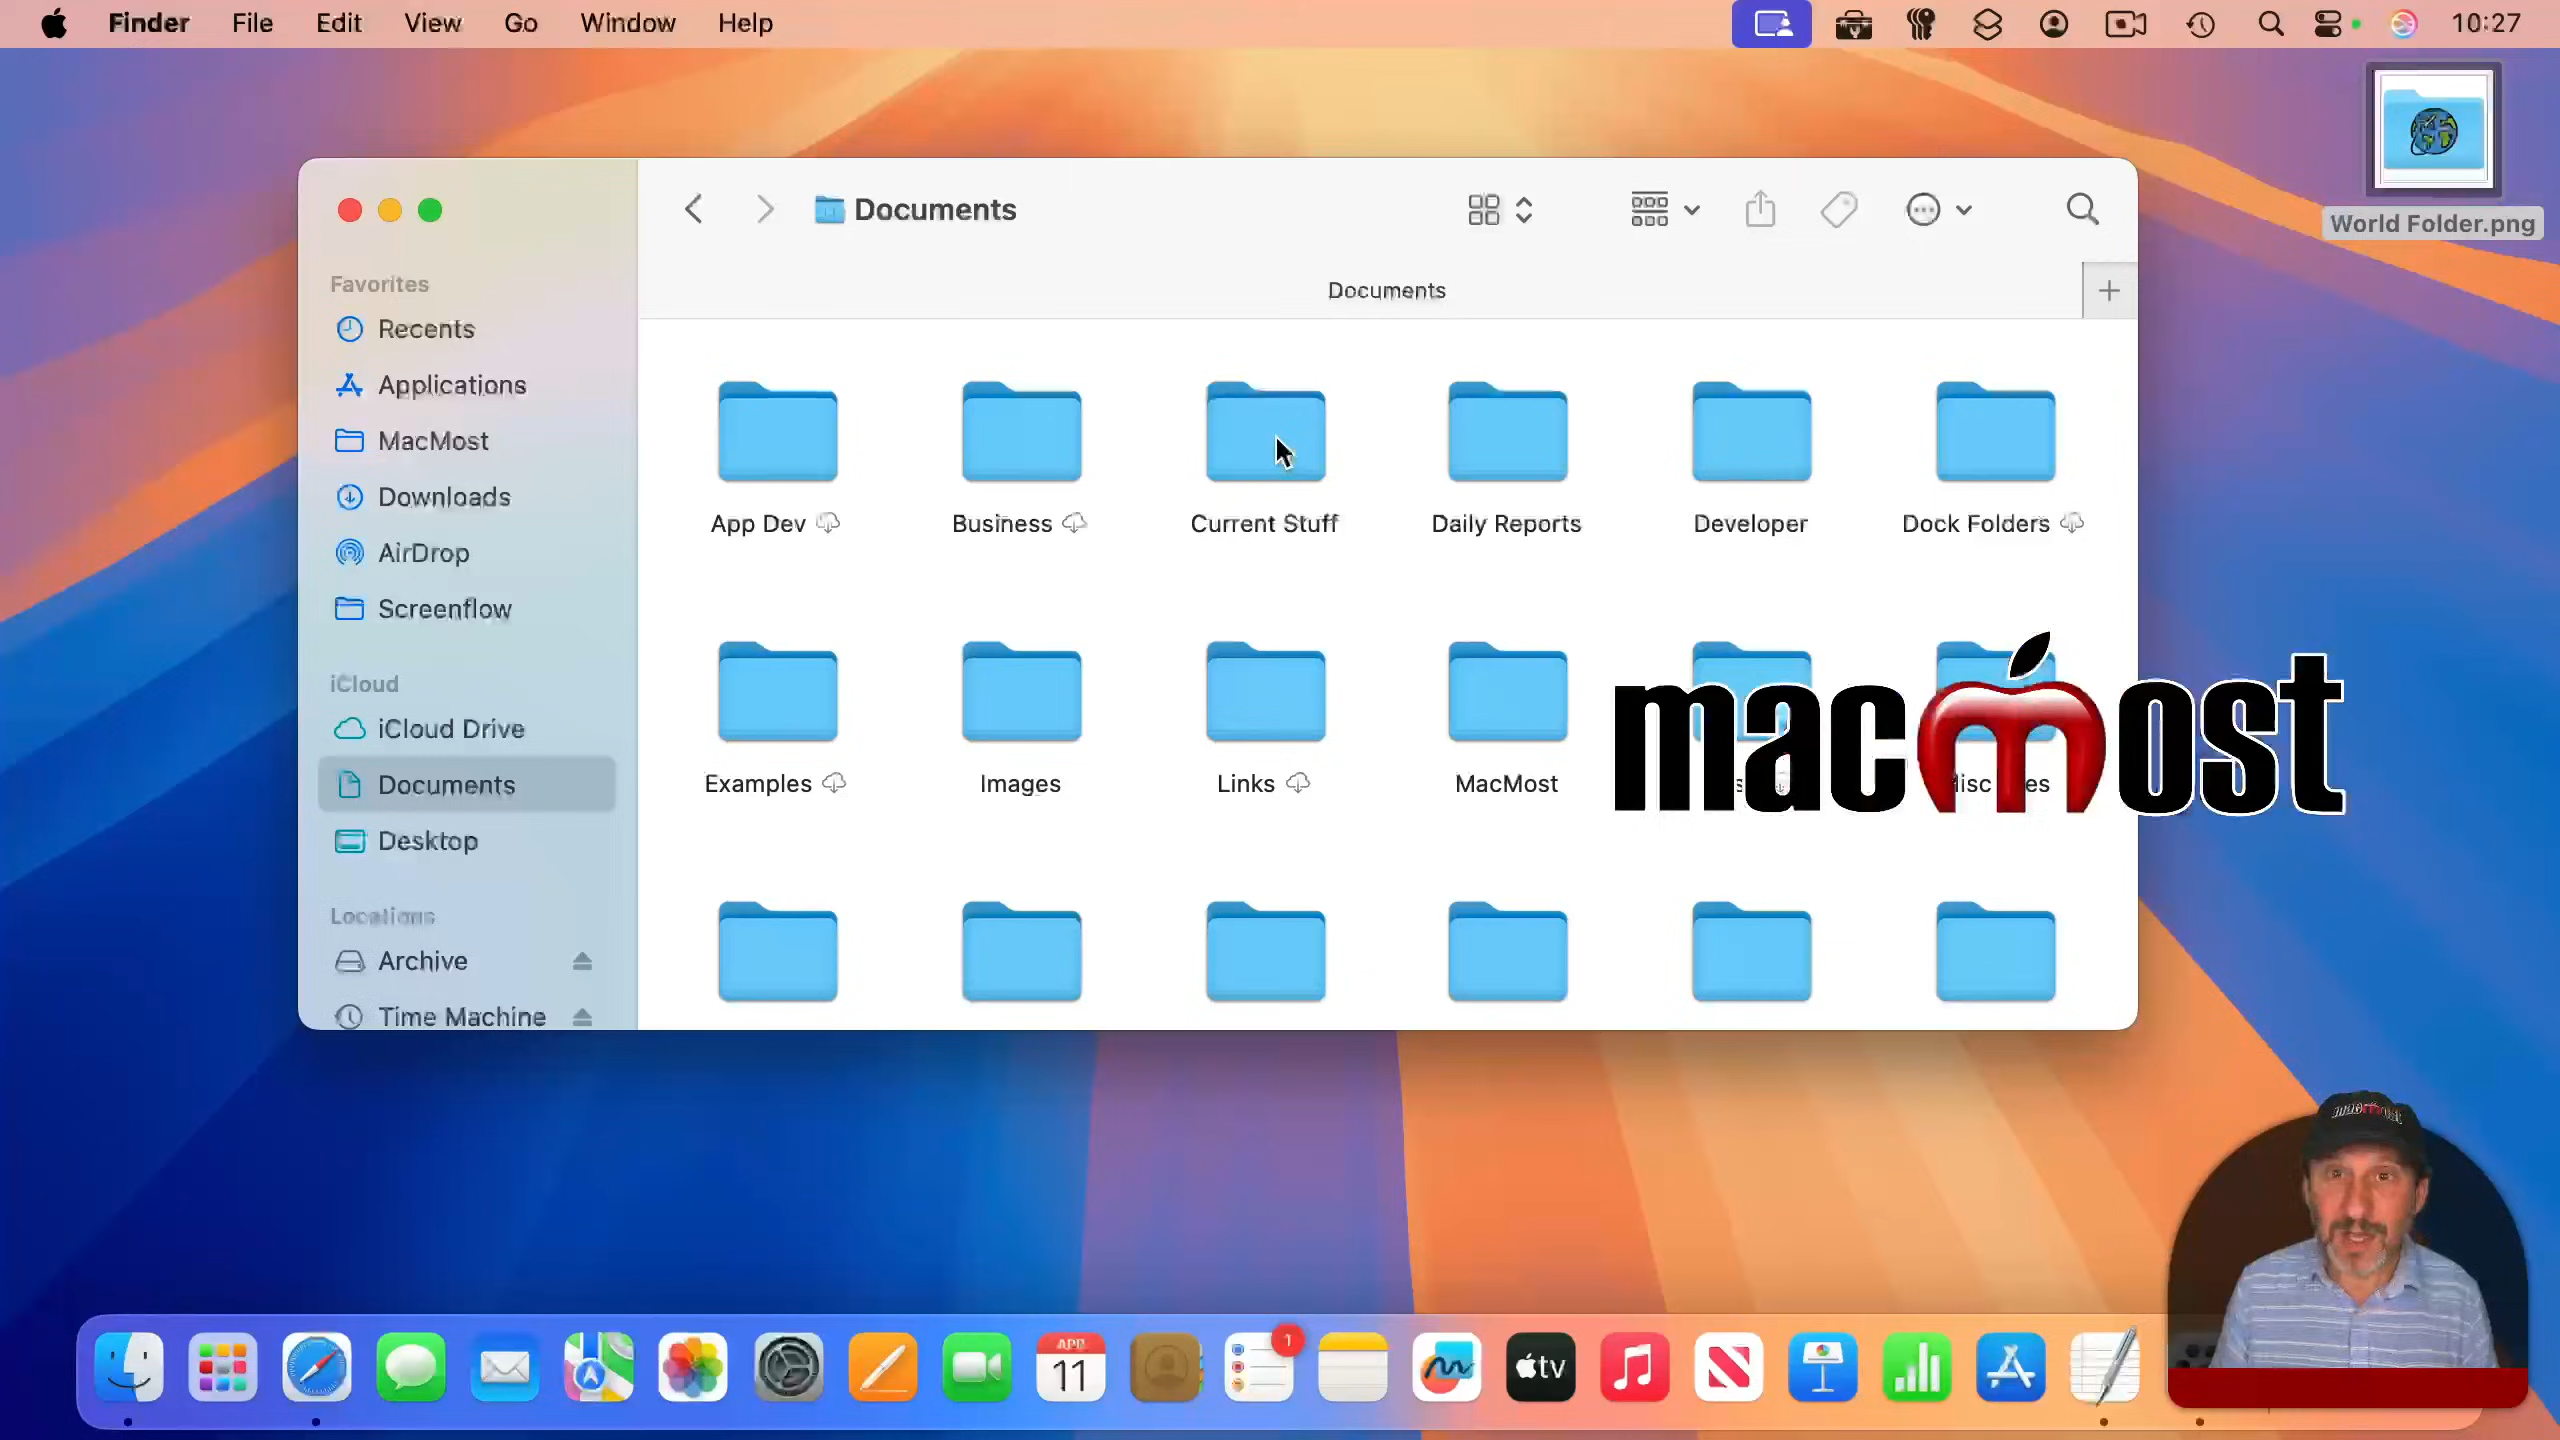 Finder File Edit View Go Window Help 10:27
World Folder.png
Documents
Documents
Favorites
Recents
Applications
MacMost
Downloads
AirDrop
Screenflow
iCloud
iCloud Drive
Documents
Desktop
Locations
Archive
Time Machine
App Dev Business Current Stuff Daily Reports Developer Dock Folders
Examples Images Links MacMost
macmost
macmost
APR
11
1
tv